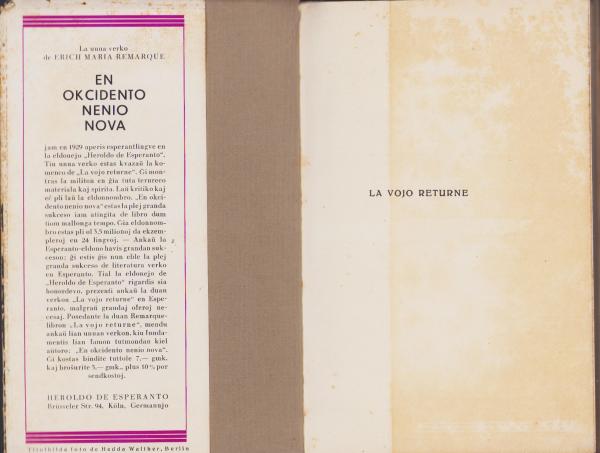 La unua verko
de ERICH MARIA REMARQUE
EN
OKCIDENTO
NENIO
NOVA
jam en 1929 aperis esperantlingve en
la eldonejo „Heroldo de Esperanto“.
Tiu unua verko estas kvazaŭ la ko-
menco de „La vojo returne“. Ĝi mon-
tras la militon en ĝia tuta terureco
materiala kaj spirita. Laŭ kritiko kaj
eĉ pli laŭ la eldonnombro, „En okci-
dento nenio nova“ estas la plej granda
sukceso iam atingita de libro dum
tiom mallonga tempo. Ĝia eldonnom-
bro estas pli ol 3,5 milionoj da ekzem-
pleroj en 24 lingvoj. — Ankaŭ la
Esperanto-eldono havis grandan suk-
ceson; ĝi estis ĝis nun eble la plej
granda sukceso de literatura verko
en Esperanto. Tial la eldonejo de
„Heroldo de Esperanto“ rigardis sia
honordevo, prezenti ankaŭ la duan
verkon „La vojo returne“ en Espe-
ranto, malgraŭ grandaj oferoj ne-
cesaj. Posedante la duan Remarque-
libron „La vojo returne“, mendu
ankaŭ lian unuan verkon, kiu funda-
mentis lian famon tutmondan kiel
aŭtoro: „En okcidento nenio nova“.
Ĝi kostas bindite tuttole 7.— gmk.
kaj broŝurite 5.— gmk., plus 10% por
sendkostoj.
HEROLDO DE ESPERANTO
Brüsseler Str. 94, Köln, Germanujo
Titolbildo foto de Hedda Walther, Berlin
LA VOJO RETURNE